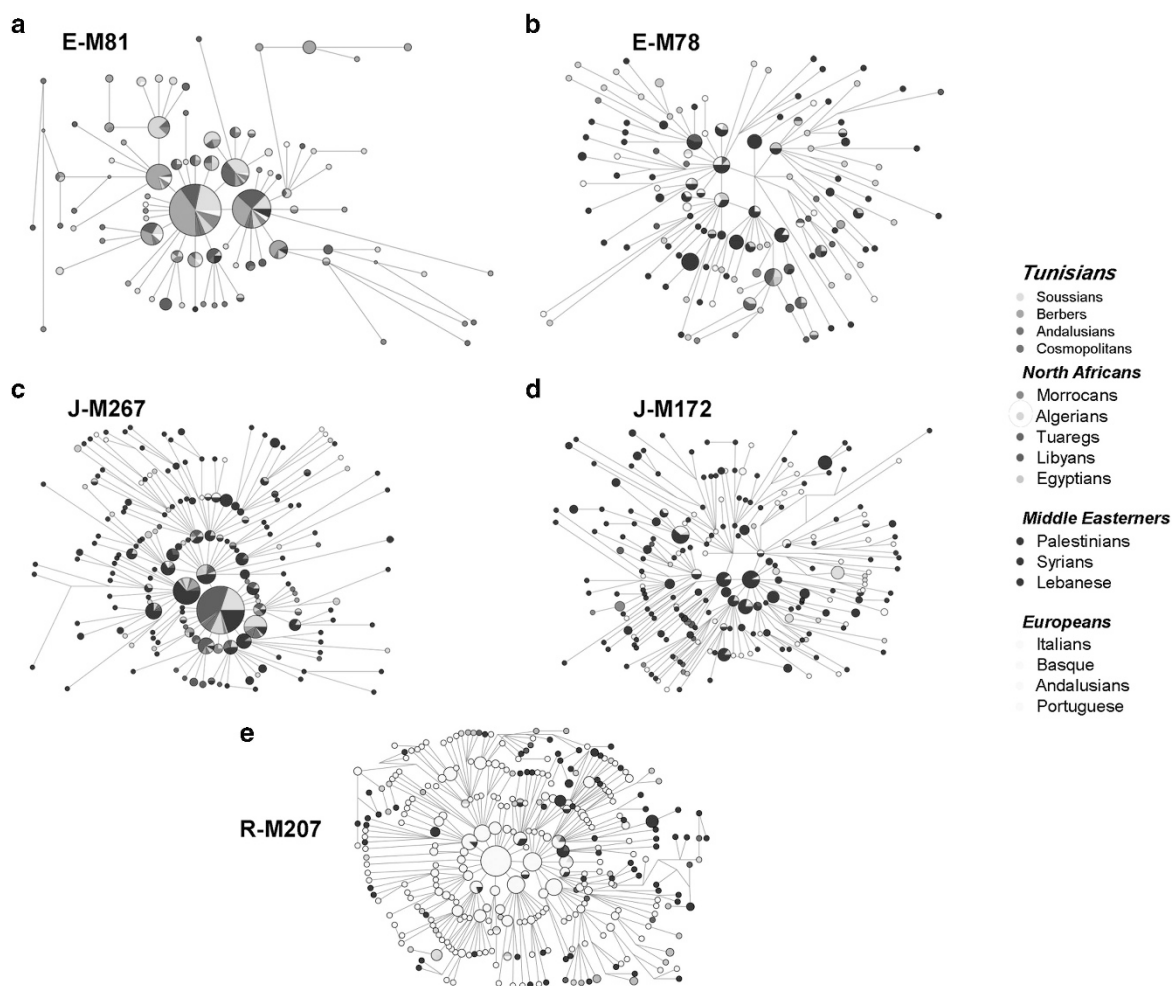 a
E-M81
b
E-M78
c
J-M267
d
J-M172
e
R-M207
Tunisians
Soussians
Berbers
Andalusians
Cosmopolitans
North Africans
Morrocans
Algerians
Tuaregs
Libyans
Egyptians
Middle Easterners
Palestinians
Syrians
Lebanese
Europeans
Italians
Basque
Andalusians
Portuguese